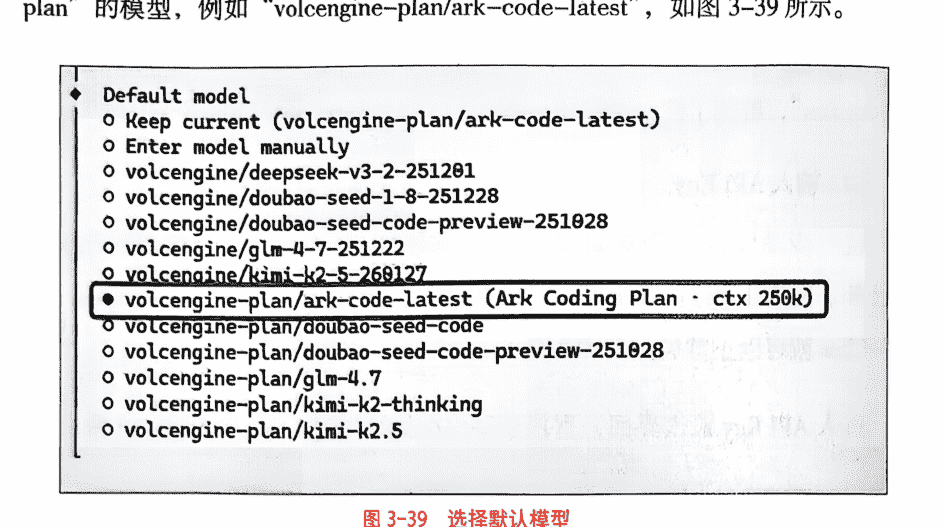 plan”的模型，例如“volcengine-plan/ark-code-latest”，如图 3-39 所示。
Default model
Keep current (volcengine-plan/ark-code-latest)
Enter model manually
volcengine/deepseek-v3-2-251201
volcengine/doubao-seed-1-8-251228
volcengine/doubao-seed-code-preview-251028
volcengine/glm-4-7-251222
volcengine/kimi-k2-5-260127
volcengine-plan/ark-code-latest (Ark Coding Plan · ctx 250k)
volcengine-plan/doubao-seed-code
volcengine-plan/doubao-seed-code-preview-251028
volcengine-plan/glm-4.7
volcengine-plan/kimi-k2-thinking
volcengine-plan/kimi-k2.5
图 3-39 选择默认模型